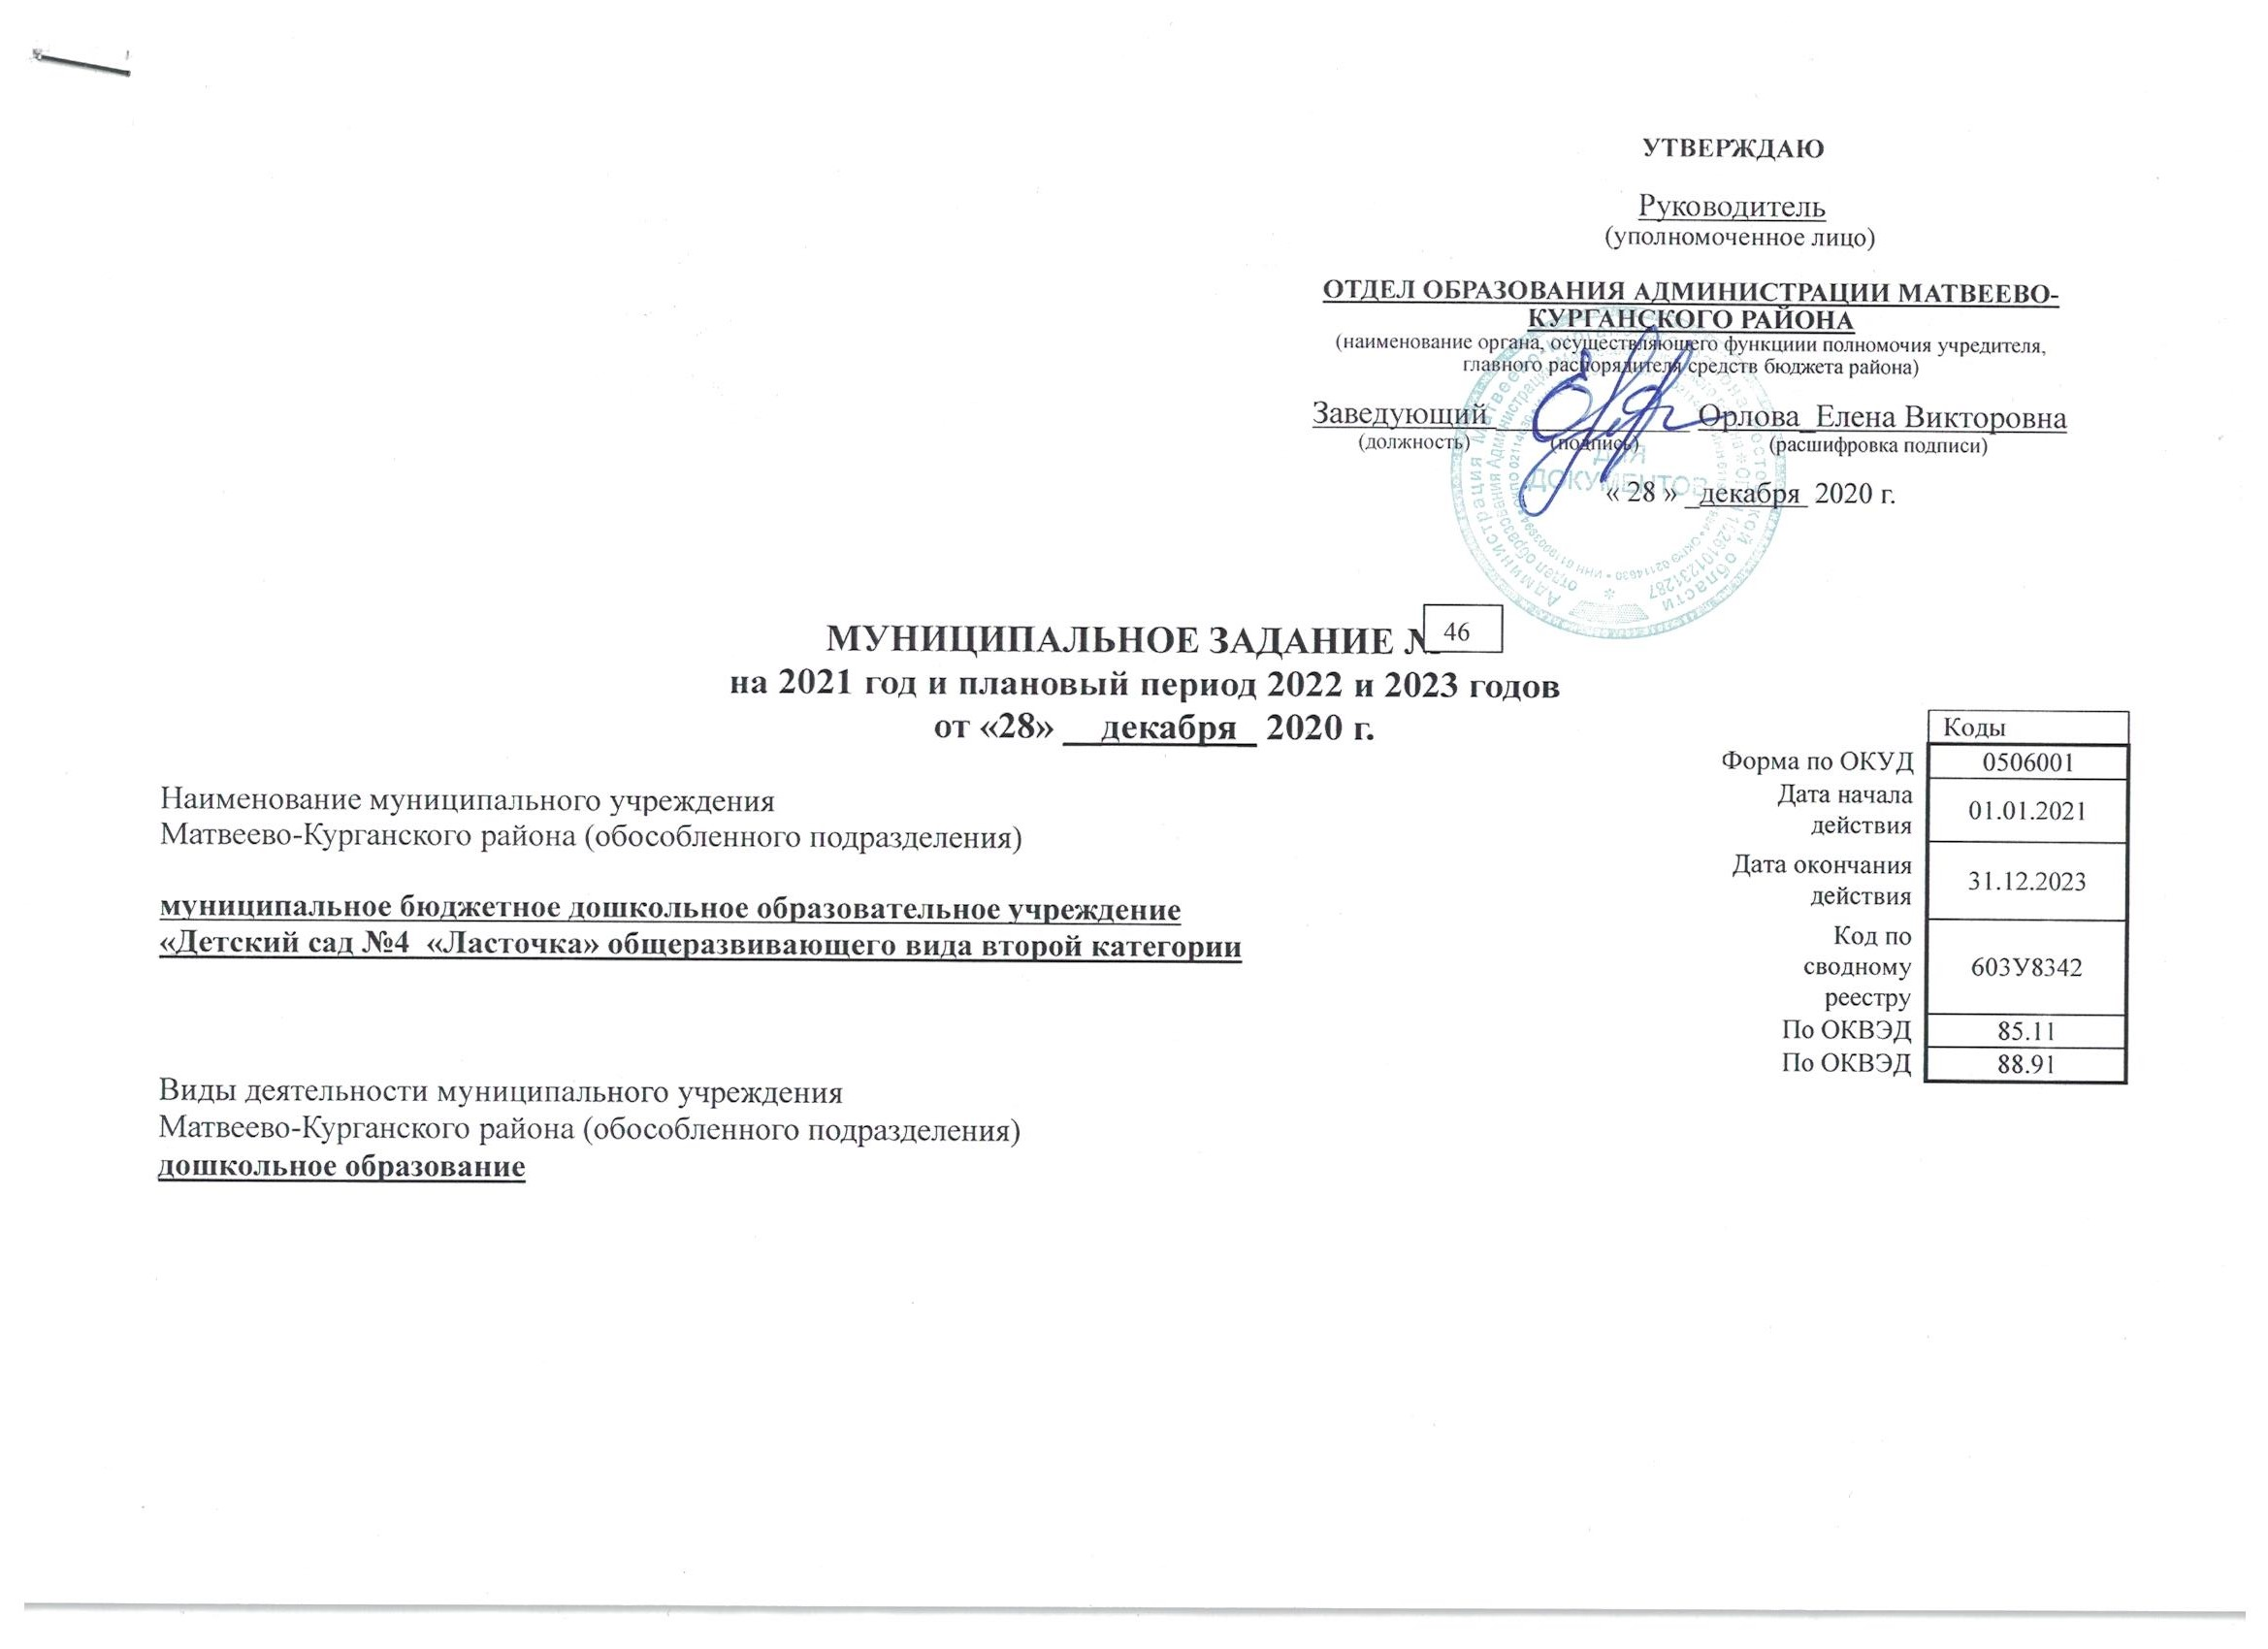 УТВЕРЖДАЮ
Руководитель
(уполномоченное лицо)
ОТДЕЛ ОБРАЗОВАНИЯ АДМИНИСТРАЦИИ МАТВЕЕВО-
КУРГАНСКОГО РАЙОНА
(наименование органа, осуществляющего функциии полномочия учредителя,
главного распорядителя средств бюджета района)
Заведующий Орлова_Елена Викторовна
(должность) (подпись) (расшифровка подписи)
ДЛЯ
ДОКУМЕНТОВ
« 28 » _декабря_ 2020 г.
МУНИЦИПАЛЬНОЕ ЗАДАНИЕ № 46
на 2021 год и плановый период 2022 и 2023 годов
от «28» __декабря_ 2020 г.
Коды
Форма по ОКУД 0506001
Дата начала
действия 01.01.2021
Дата окончания
действия 31.12.2023
Код по
сводному
реестру 603У8342
По ОКВЭД 85.11
По ОКВЭД 88.91
Наименование муниципального учреждения
Матвеево-Курганского района (обособленного подразделения)
муниципальное бюджетное дошкольное образовательное учреждение
«Детский сад №4 «Ласточка» общеразвивающего вида второй категории
Виды деятельности муниципального учреждения
Матвеево-Курганского района (обособленного подразделения)
дошкольное образование